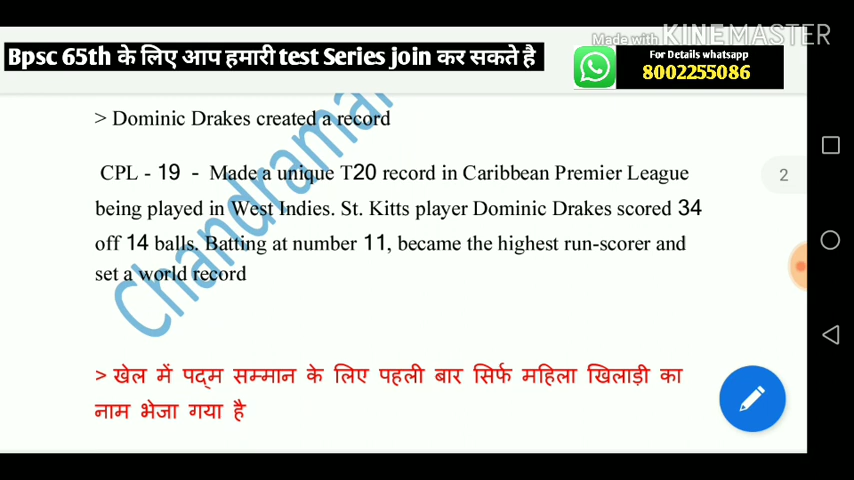 Made with KINEMASTER
Bpsc 65th के लिए आप हमारी test Series join कर सकते है
For Details whatsapp
8002255086
> Dominic Drakes created a record
CPL - 19 - Made a unique T20 record in Caribbean Premier League
2
being played in West Indies. St. Kitts player Dominic Drakes scored 34
off 14 balls. Batting at number 11, became the highest run-scorer and
set a world record
> खेल में पद्म सम्मान के लिए पहली बार सिर्फ महिला खिलाड़ी का
नाम भेजा गया है